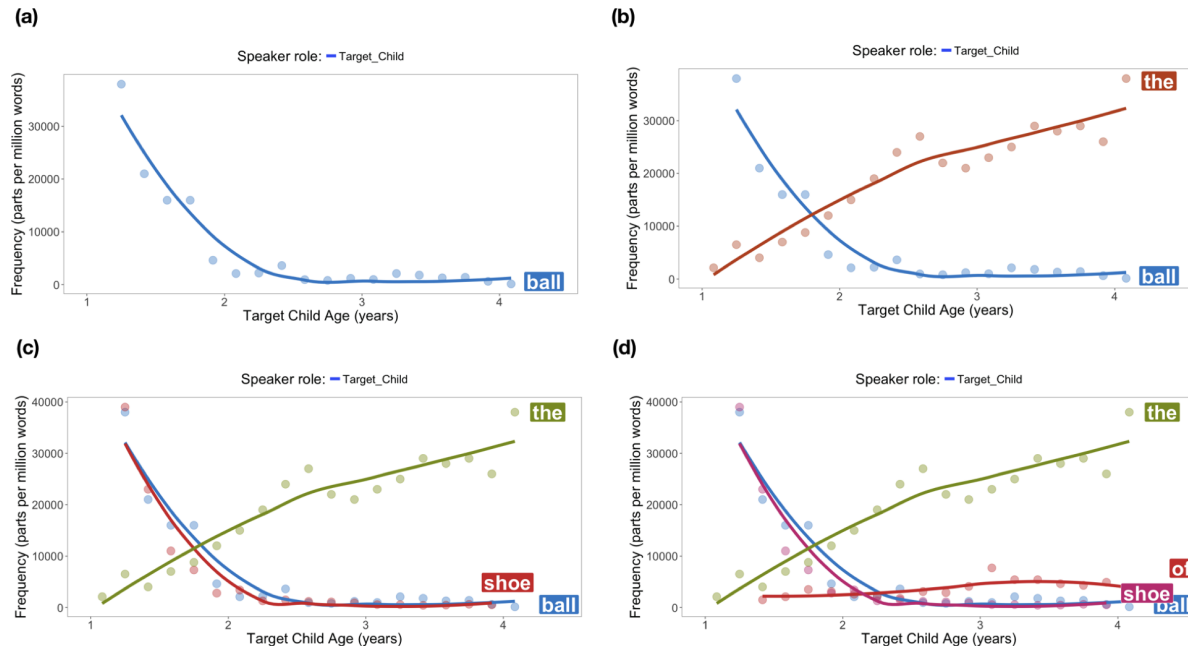 (a)
Speaker role: Target_Child
Frequency (parts per million words)
30000
20000
10000
0
ball
1 2 3 4
Target Child Age (years)
(b)
Speaker role: Target_Child
Frequency (parts per million words)
the
30000
20000
10000
0
ball
1 2 3 4
Target Child Age (years)
(c)
Speaker role: Target_Child
Frequency (parts per million words)
40000
the
30000
20000
10000
shoe
0
ball
1 2 3 4
Target Child Age (years)
(d)
Speaker role: Target_Child
Frequency (parts per million words)
40000
the
30000
20000
10000
of
shoe
0
ball
1 2 3 4
Target Child Age (years)